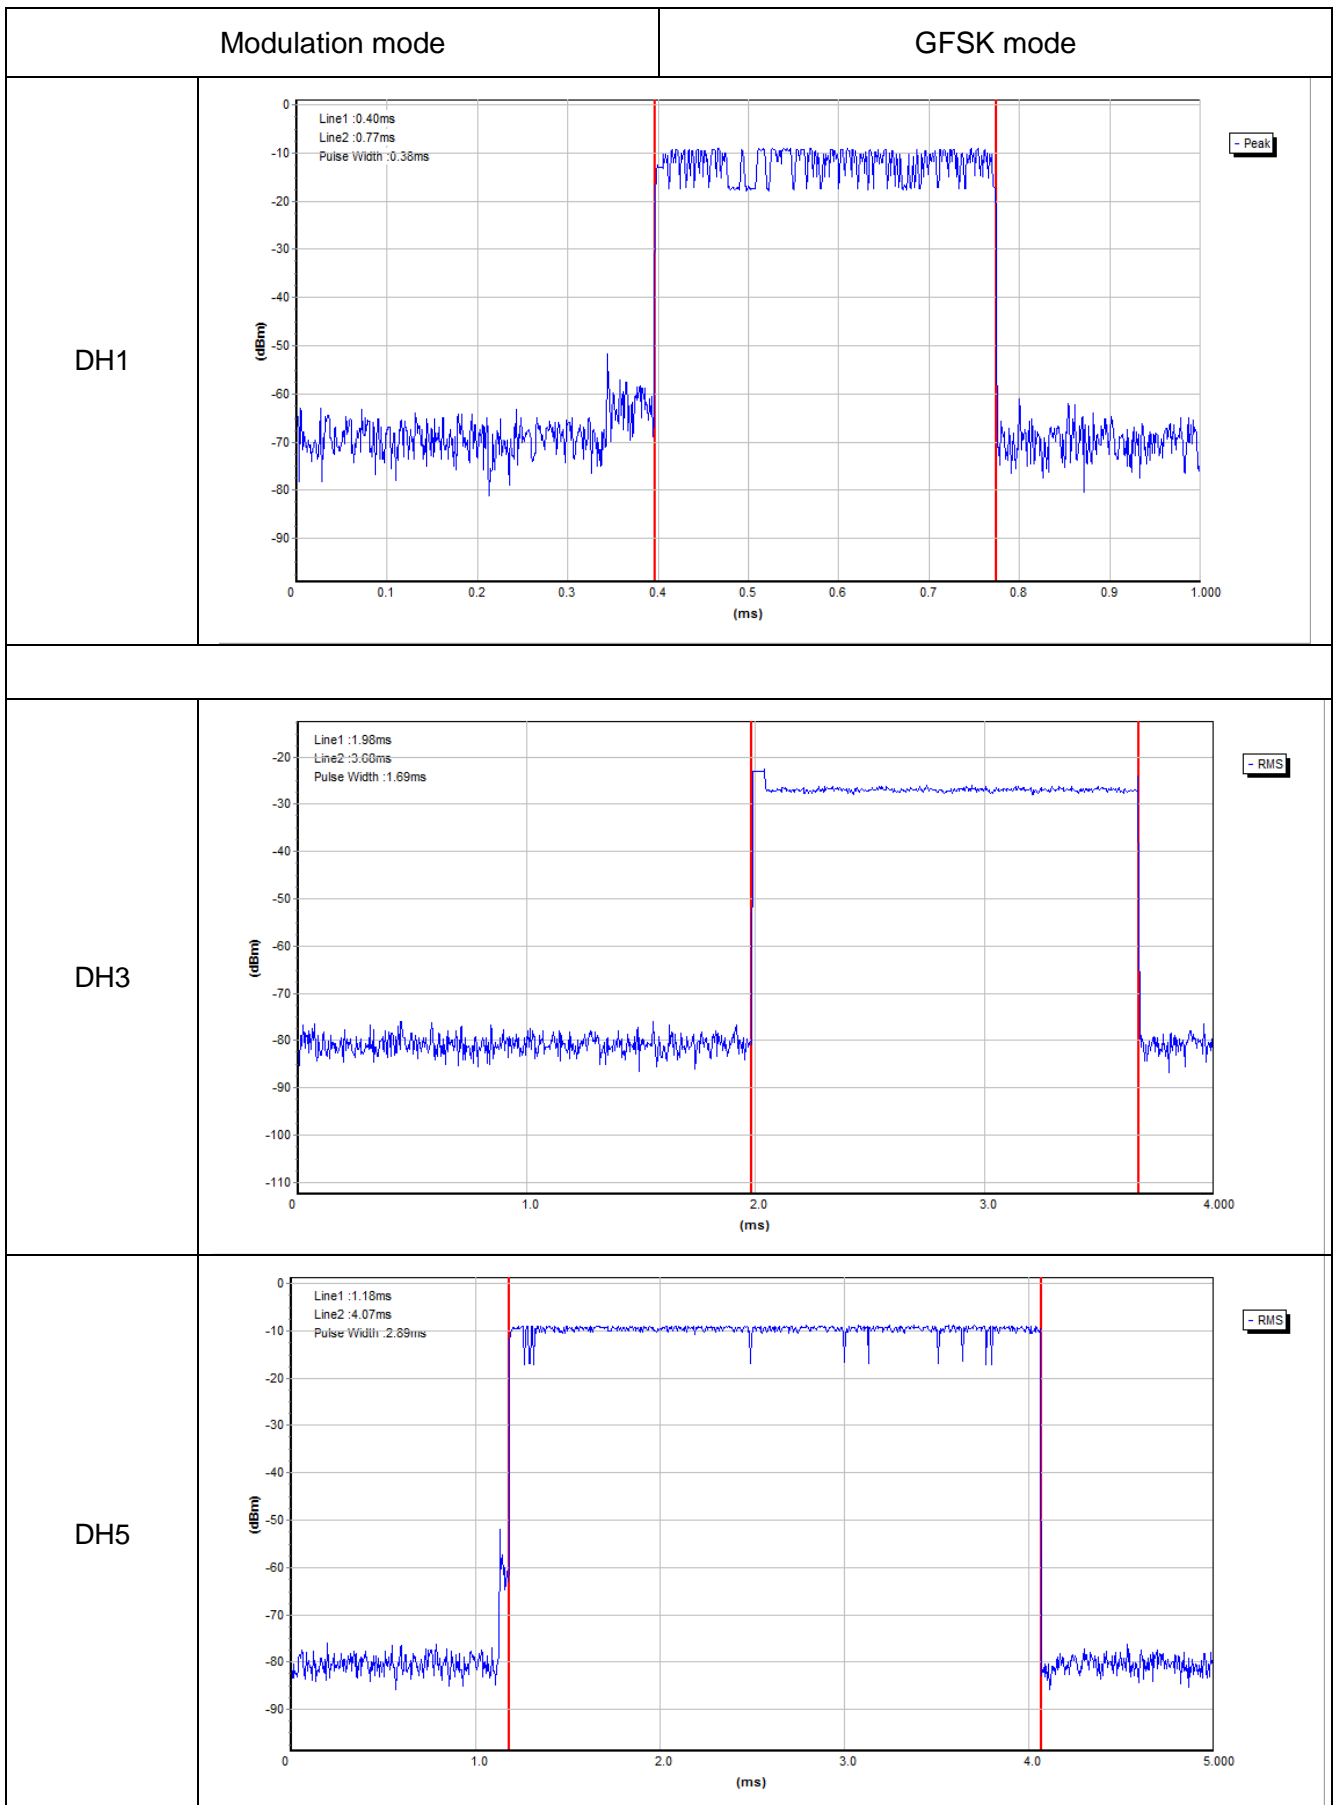 Modulation mode GFSK mode
DH1
Line1 :0.40ms
Line2 :0.77ms
Pulse Width :0.38ms
- Peak
0
-10
-20
-30
-40
-50
-60
-70
-80
-90
(dBm)
0 0.1 0.2 0.3 0.4 0.5 0.6 0.7 0.8 0.9 1.000
(ms)
DH3
Line1 :1.98ms
Line2 :3.68ms
Pulse Width :1.69ms
- RMS
-20
-30
-40
-50
-60
-70
-80
-90
-100
-110
(dBm)
0 1.0 2.0 3.0 4.000
(ms)
DH5
Line1 :1.18ms
Line2 :4.07ms
Pulse Width :2.89ms
- RMS
0
-10
-20
-30
-40
-50
-60
-70
-80
-90
(dBm)
0 1.0 2.0 3.0 4.0 5.000
(ms)